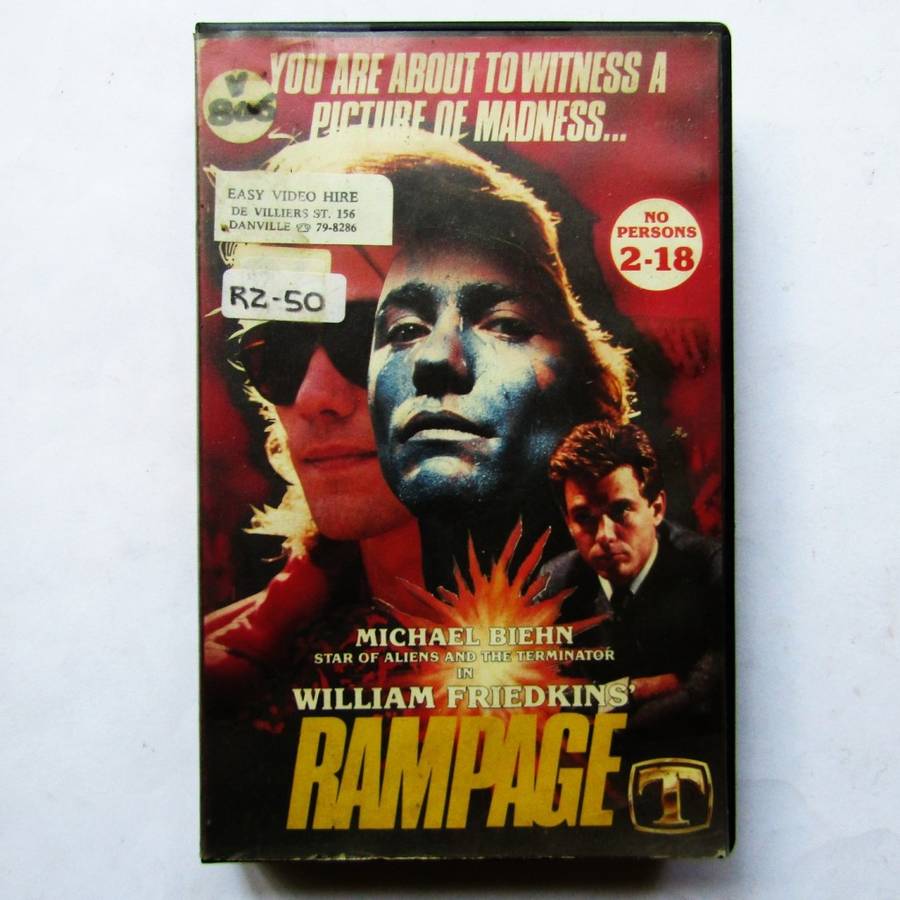 YOU ARE ABOUT TO WITNESS A
PICTURE OF MADNESS...
V
806
EASY VIDEO HIRE
DE VILLIERS ST. 156
DANVILLE ☎ 79-8286
R2-50
NO
PERSONS
2-18
MICHAEL BIEHN
STAR OF ALIENS AND THE TERMINATOR
IN
WILLIAM FRIEDKINS'
RAMPAGE
T